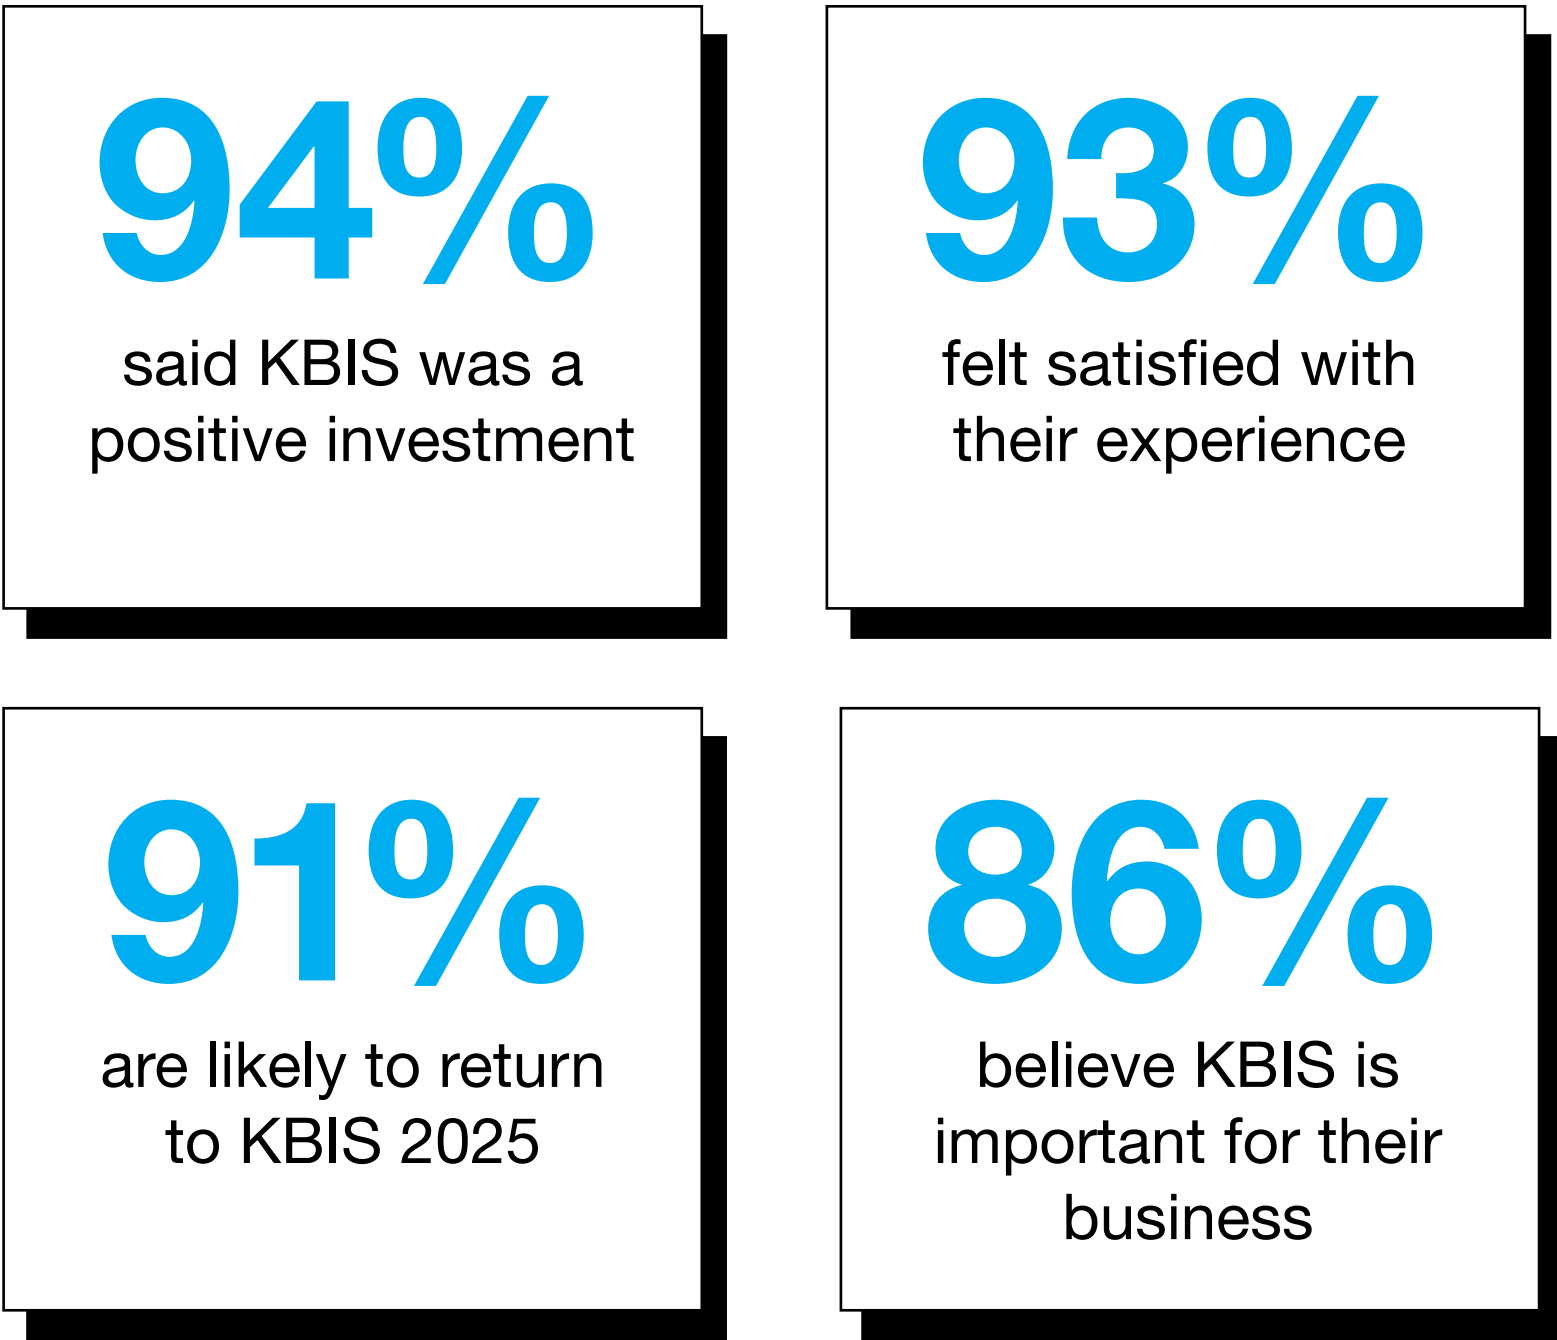 94%
said KBIS was a
positive investment
93%
felt satisfied with
their experience
91%
are likely to return
to KBIS 2025
86%
believe KBIS is
important for their
business